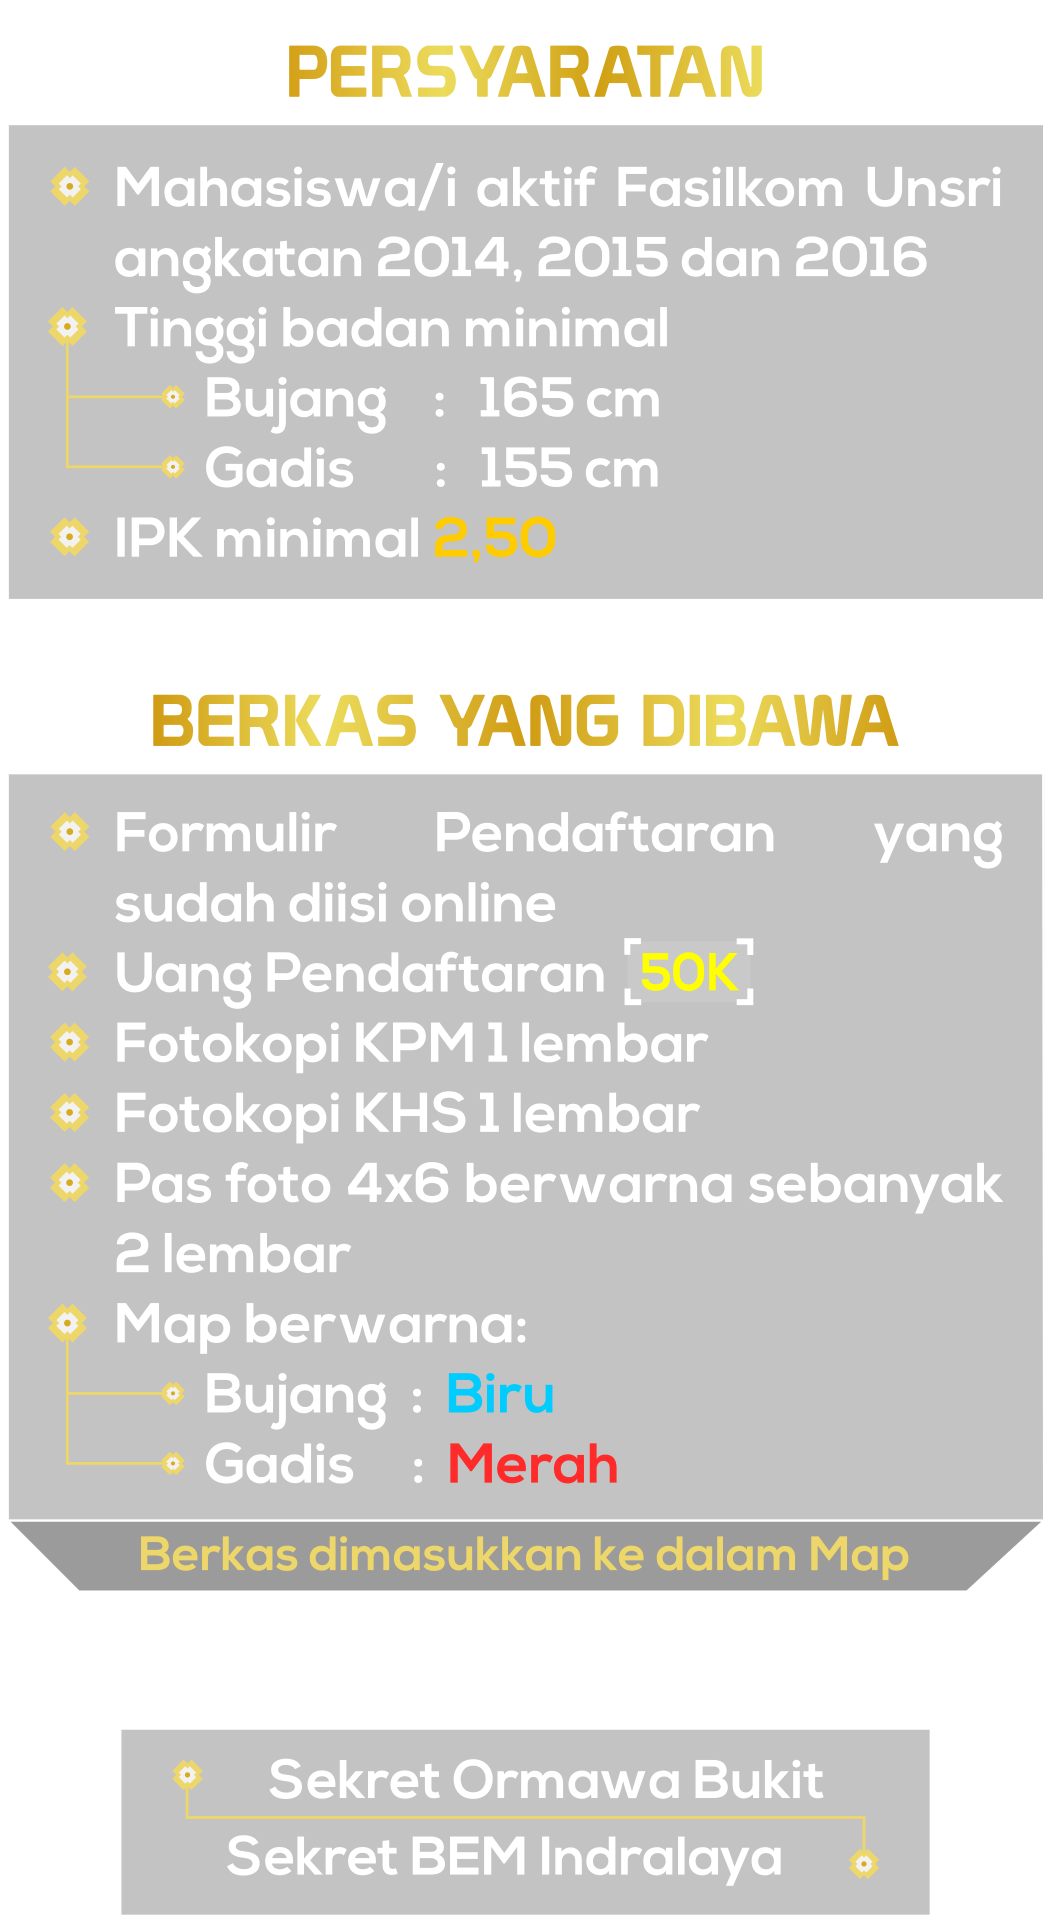 PERSYARATAN
Mahasiswa/i aktif Fasilkom Unsri
angkatan 2014, 2015 dan 2016
Tinggi badan minimal
Bujang : 165 cm
Gadis : 155 cm
IPK minimal 2,50
BERKAS YANG DIBAWA
Formulir Pendaftaran yang
sudah diisi online
Uang Pendaftaran 50K
Fotokopi KPM 1 lembar
Fotokopi KHS 1 lembar
Pas foto 4x6 berwarna sebanyak
2 lembar
Map berwarna:
Bujang : Biru
Gadis : Merah
Berkas dimasukkan ke dalam Map
Sekret Ormawa Bukit
Sekret BEM Indralaya